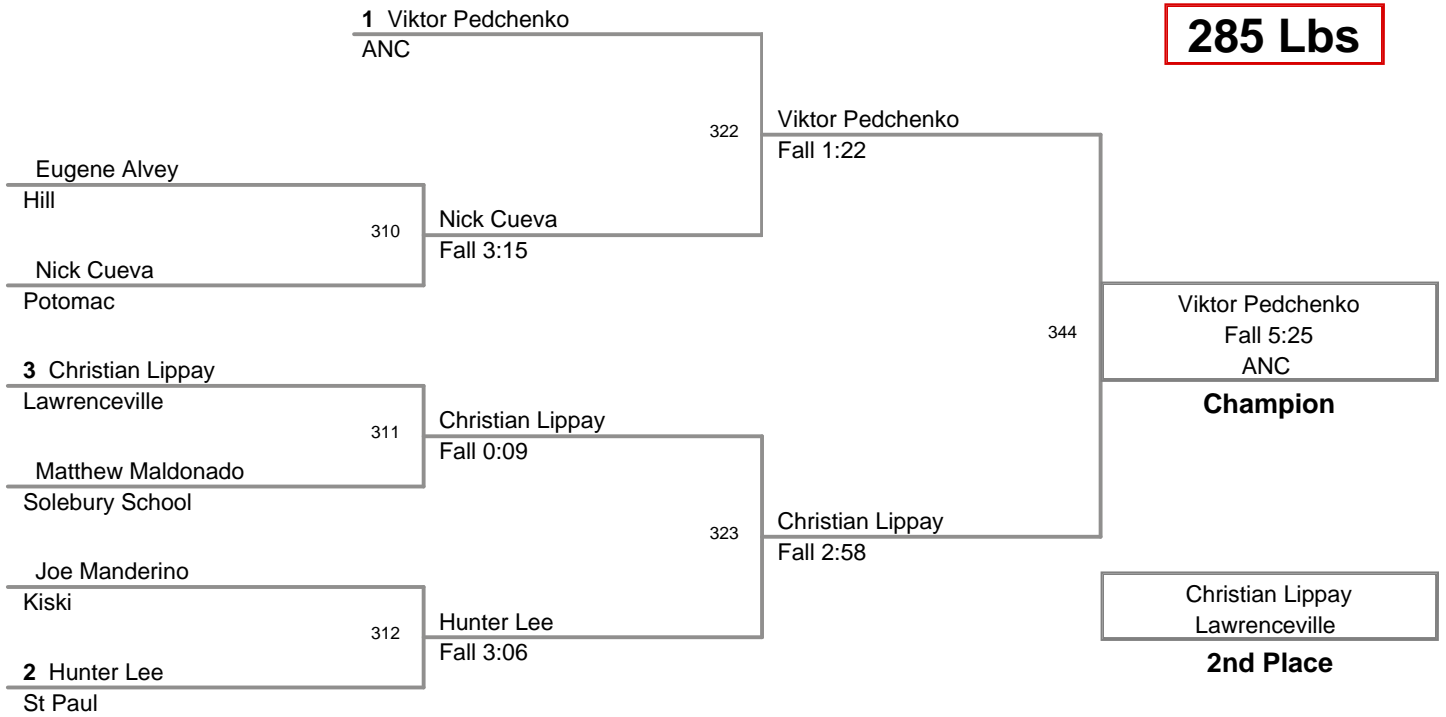 1 Viktor Pedchenko
285 Lbs
ANC
322
Viktor Pedchenko
Fall 1:22
Eugene Alvey
Hill
310
Nick Cueva
Fall 3:15
Nick Cueva
Potomac
344
Viktor Pedchenko
Fall 5:25
ANC
Champion
3 Christian Lippay
Lawrenceville
311
Christian Lippay
Fall 0:09
Matthew Maldonado
Solebury School
323
Christian Lippay
Fall 2:58
Joe Manderino
Kiski
312
Hunter Lee
Fall 3:06
2 Hunter Lee
St Paul
Christian Lippay
Lawrenceville
2nd Place